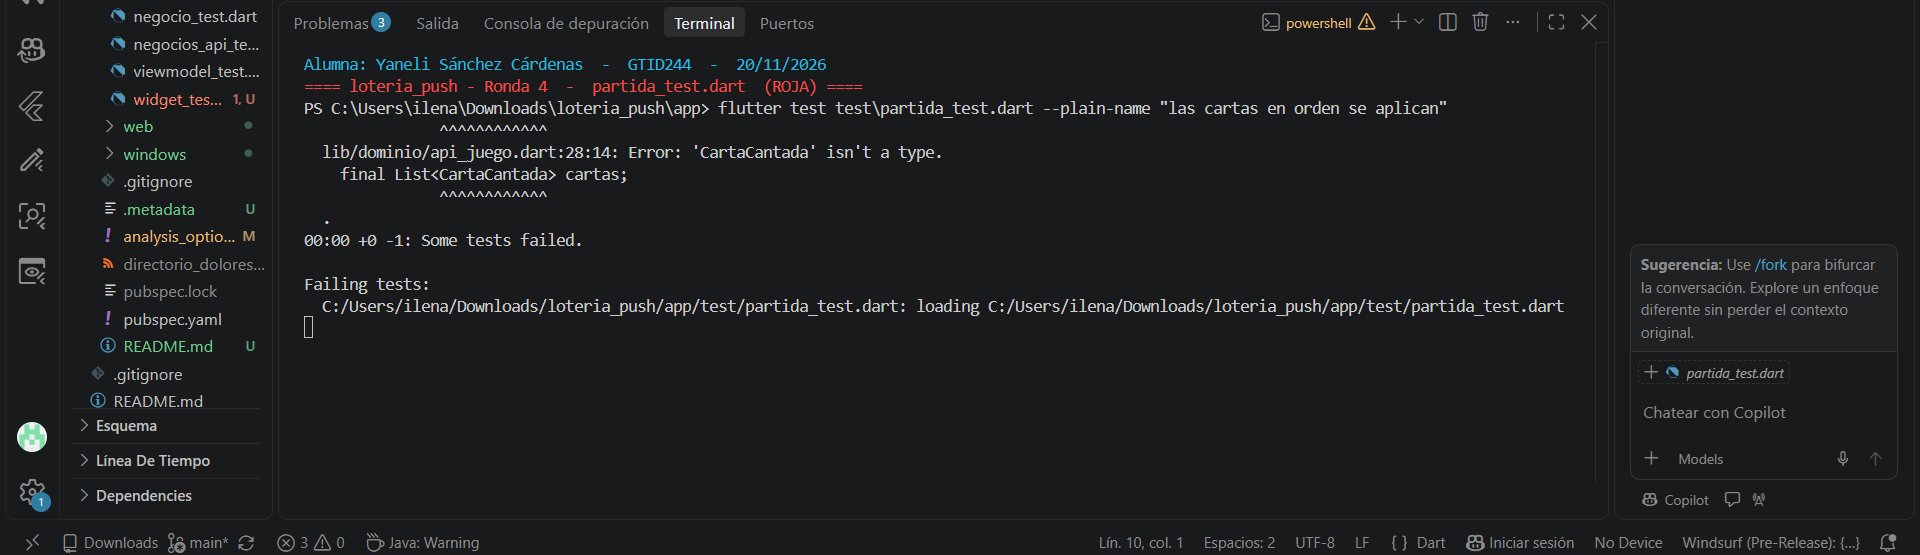 negocio_test.dart
negocios_api_te...
viewmodel_test....
widget_tes... 1, U
web
windows
.gitignore
.metadata U
analysis_optio... M
directorio_dolores...
pubspec.lock
pubspec.yaml
README.md U
.gitignore
README.md
Esquema
Línea De Tiempo
Dependencies
1
Problemas 3 Salida Consola de depuración Terminal Puertos
powershell
Alumna: Yaneli Sánchez Cárdenas - GTID244 - 20/11/2026
==== loteria_push - Ronda 4 - partida_test.dart (ROJA) ====
PS C:\Users\ilena\Downloads\loteria_push\app> flutter test test\partida_test.dart --plain-name "las cartas en orden se aplican"
^^^^^^^^^^^^
lib/dominio/api_juego.dart:28:14: Error: 'CartaCantada' isn't a type.
final List<CartaCantada> cartas;
^^^^^^^^^^^^
.
00:00 +0 -1: Some tests failed.
Failing tests:
C:/Users/ilena/Downloads/loteria_push/app/test/partida_test.dart: loading C:/Users/ilena/Downloads/loteria_push/app/test/partida_test.dart
Sugerencia: Use /fork para bifurcar
la conversación. Explore un enfoque
diferente sin perder el contexto
original.
partida_test.dart
Chatear con Copilot
Models
Copilot
Downloads main* 3 0 Java: Warning
Lín. 10, col. 1 Espacios: 2 UTF-8 LF { } Dart Iniciar sesión No Device Windsurf (Pre-Release): {...}